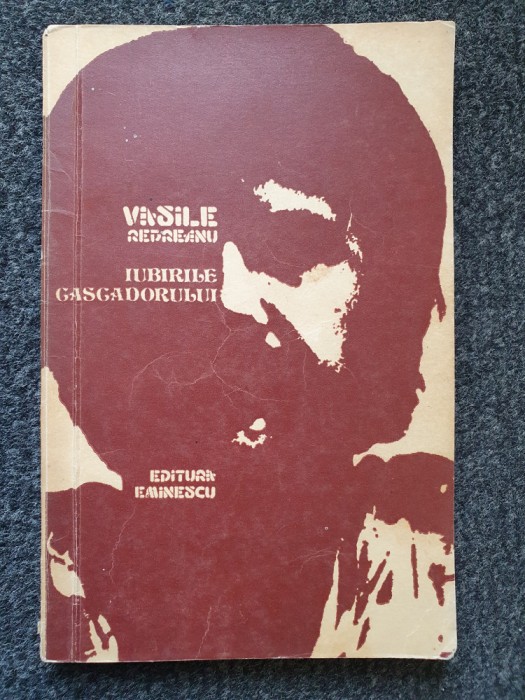 VASILE
REBREANU
IUBIRILE
CASCADORULUI
EDITURA
EMINESCU